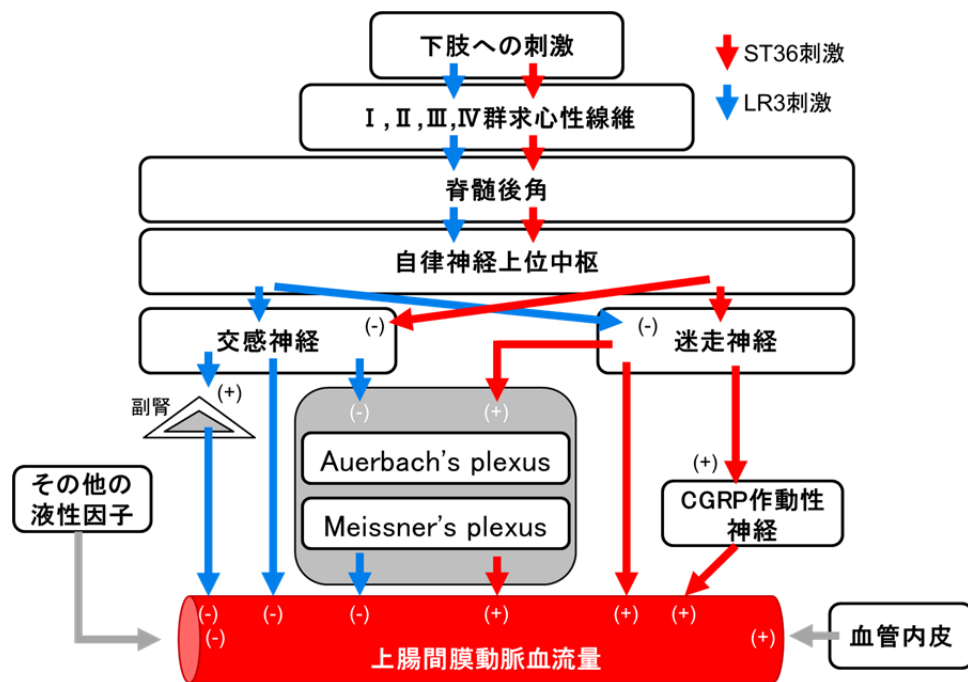 下肢への刺激
ST36刺激
LR3刺激
Ⅰ,Ⅱ,Ⅲ,Ⅳ群求心性線維
脊髄後角
自律神経上位中枢
交感神経
(-)
(-)
迷走神経
(+)
副腎
(-)
(+)
Auerbach's plexus
(+)
その他の
液性因子
Meissner's plexus
CGRP作動性
神経
(-)
(-)
(-)
(+)
(+)
(+)
(-)
(+)
血管内皮
上腸間膜動脈血流量